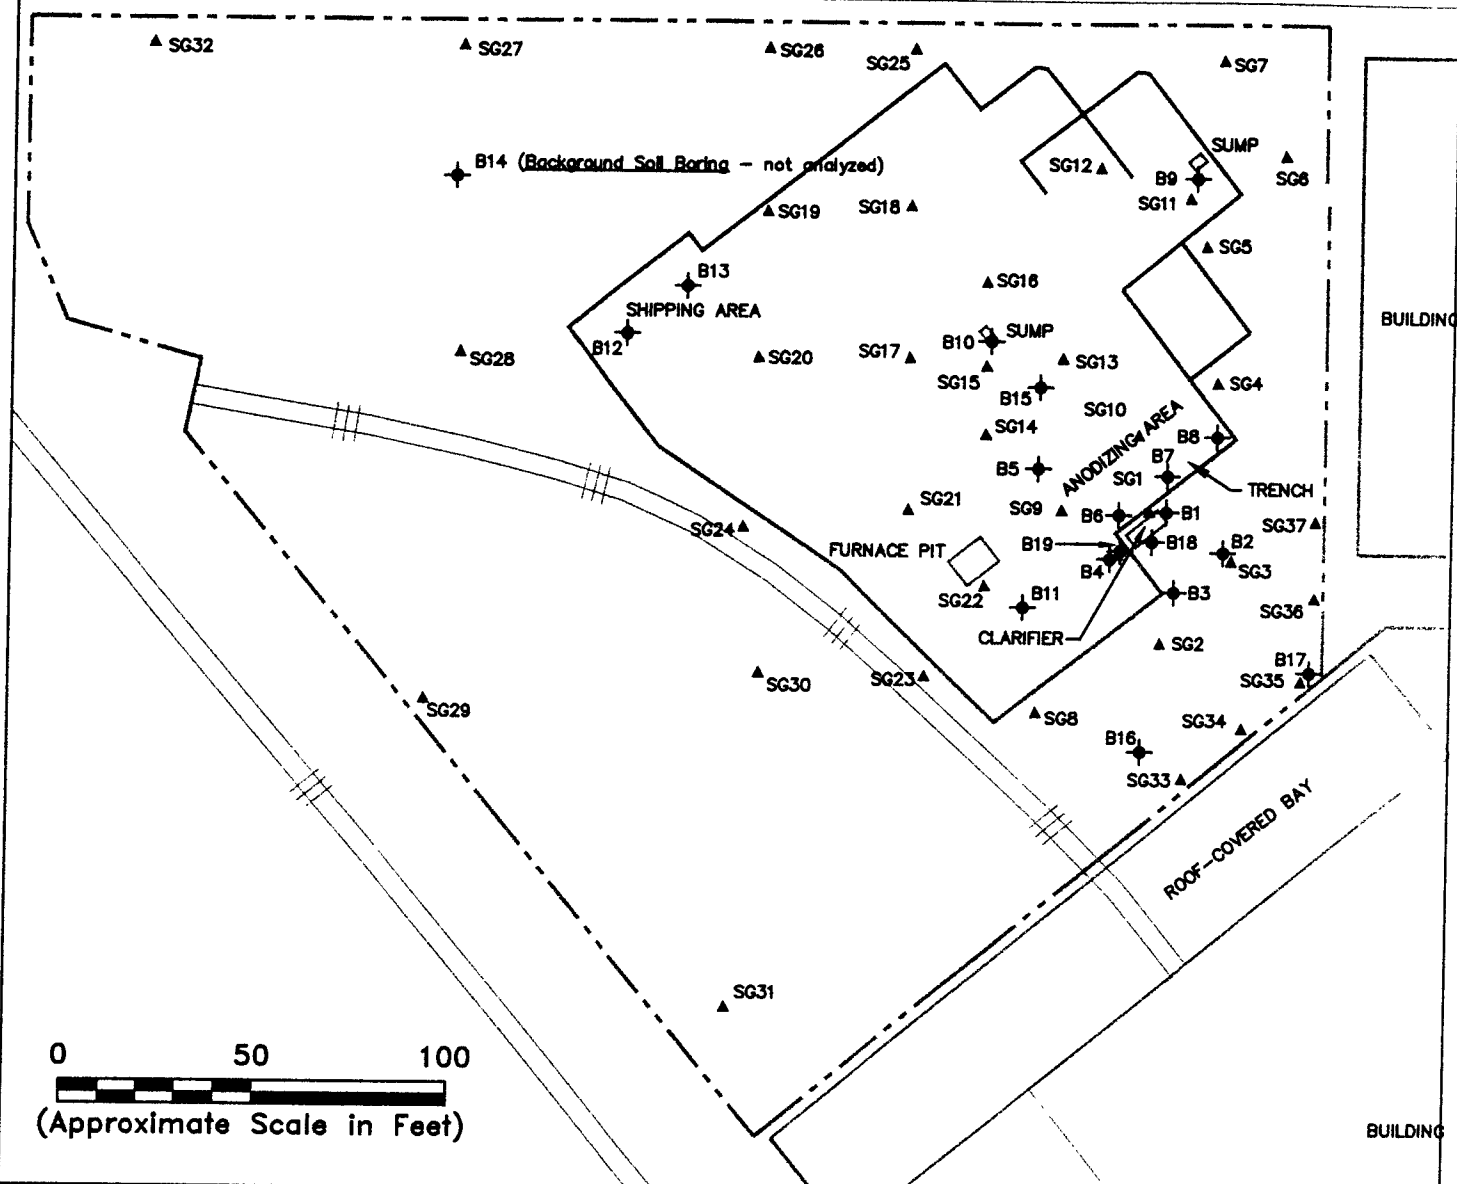 SG32
SG27
SG26
SG25
SG7
SUMP
B14 (Background Soil Boring - not analyzed)
SG12
B9
SG6
SG11
SG19
SG18
SG5
B13
SG16
SHIPPING AREA
BUILDING
B12
B10
SUMP
SG28
SG20
SG17
SG13
SG15
SG4
B15
SG10
SG14
ANODIZING AREA
B8
B5
B7
SG1
TRENCH
SG21
SG9
B6
B1
SG37
SG24
FURNACE PIT
B19
B18
B2
SG3
B4
SG22
B11
B3
SG36
CLARIFIER
SG2
B17
SG30
SG23
SG35
SG29
SG8
SG34
B16
SG33
ROOF-COVERED BAY
SG31
0 50 100
(Approximate Scale in Feet)
BUILDING